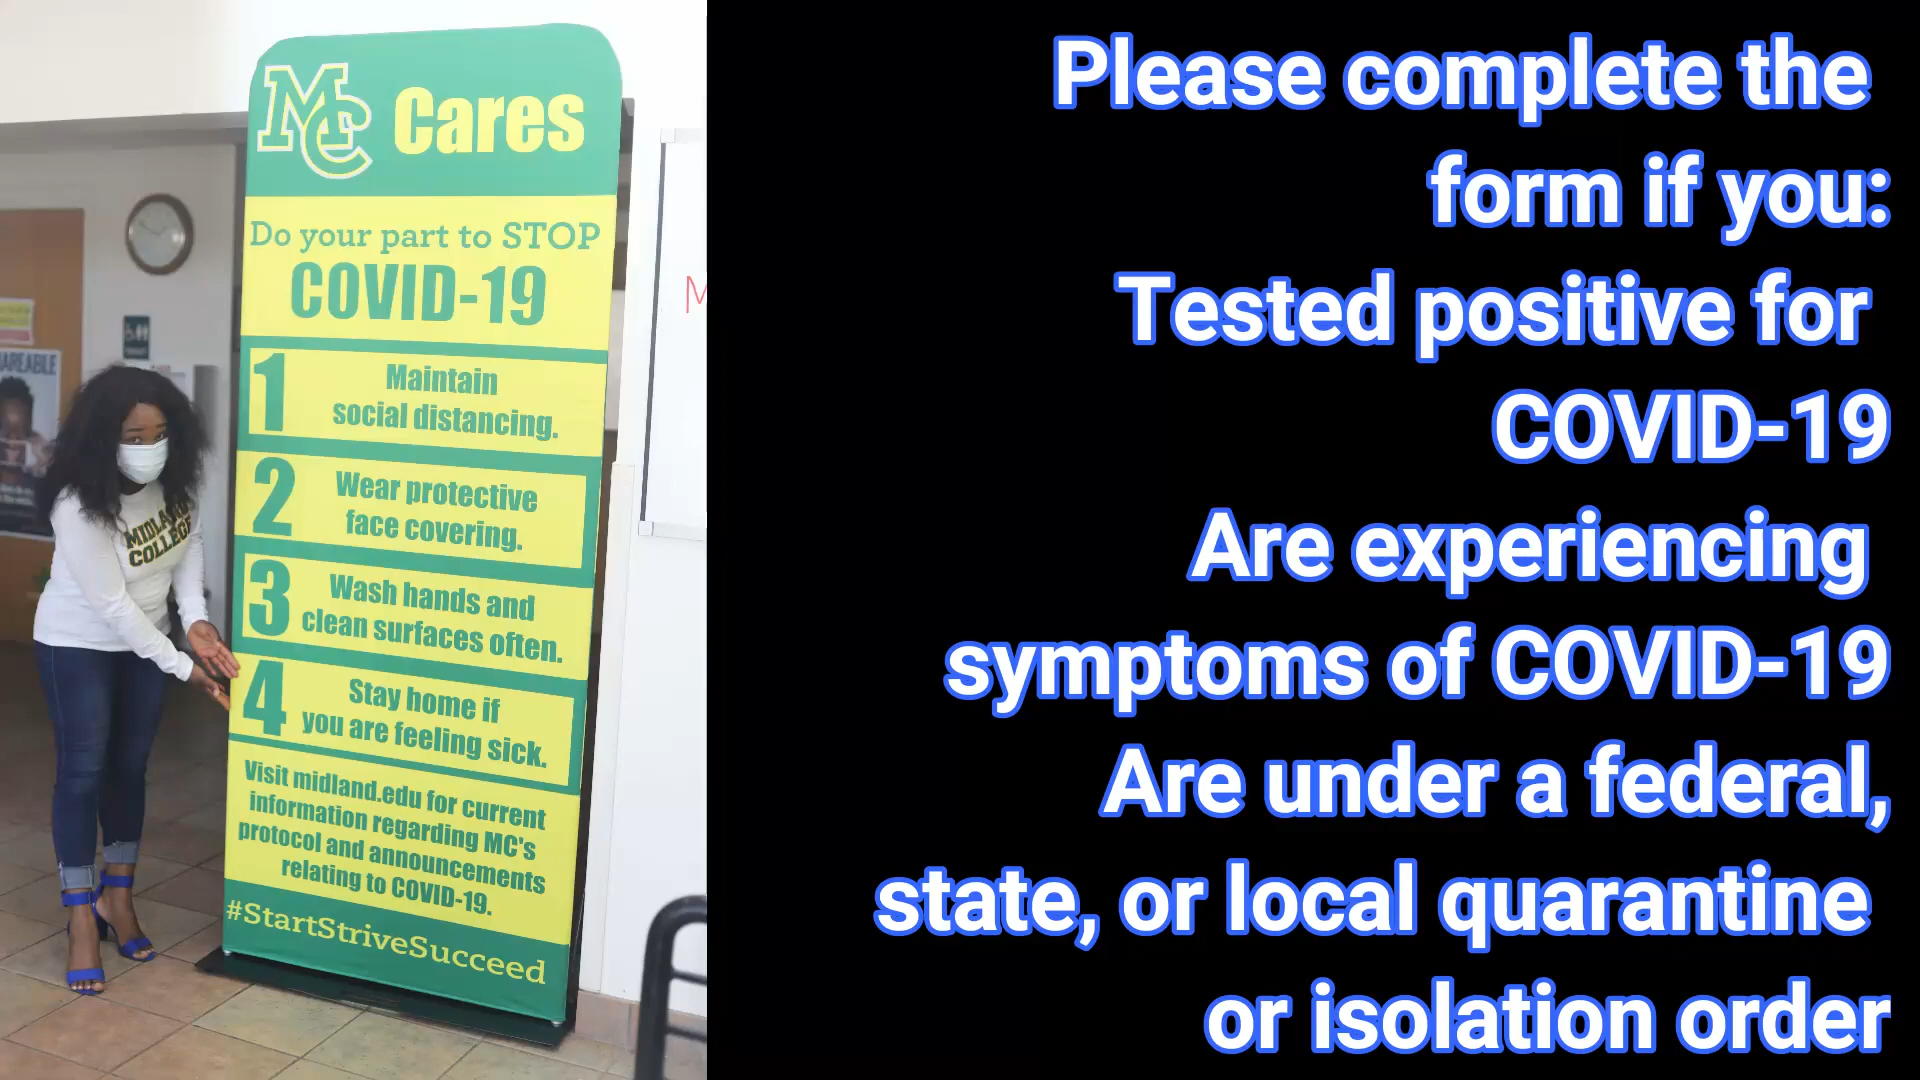 MC Cares
Do your part to STOP
COVID-19
1 Maintain
social distancing.
2 Wear protective
face covering.
3 Wash hands and
clean surfaces often.
4 Stay home if
you are feeling sick.
Visit midland.edu for current
information regarding MC's
protocol and announcements
relating to COVID-19.
#StartStriveSucceed
MIDLAND
COLLEGE
Please complete the
form if you:
Tested positive for
COVID-19
Are experiencing
symptoms of COVID-19
Are under a federal,
state, or local quarantine
or isolation order